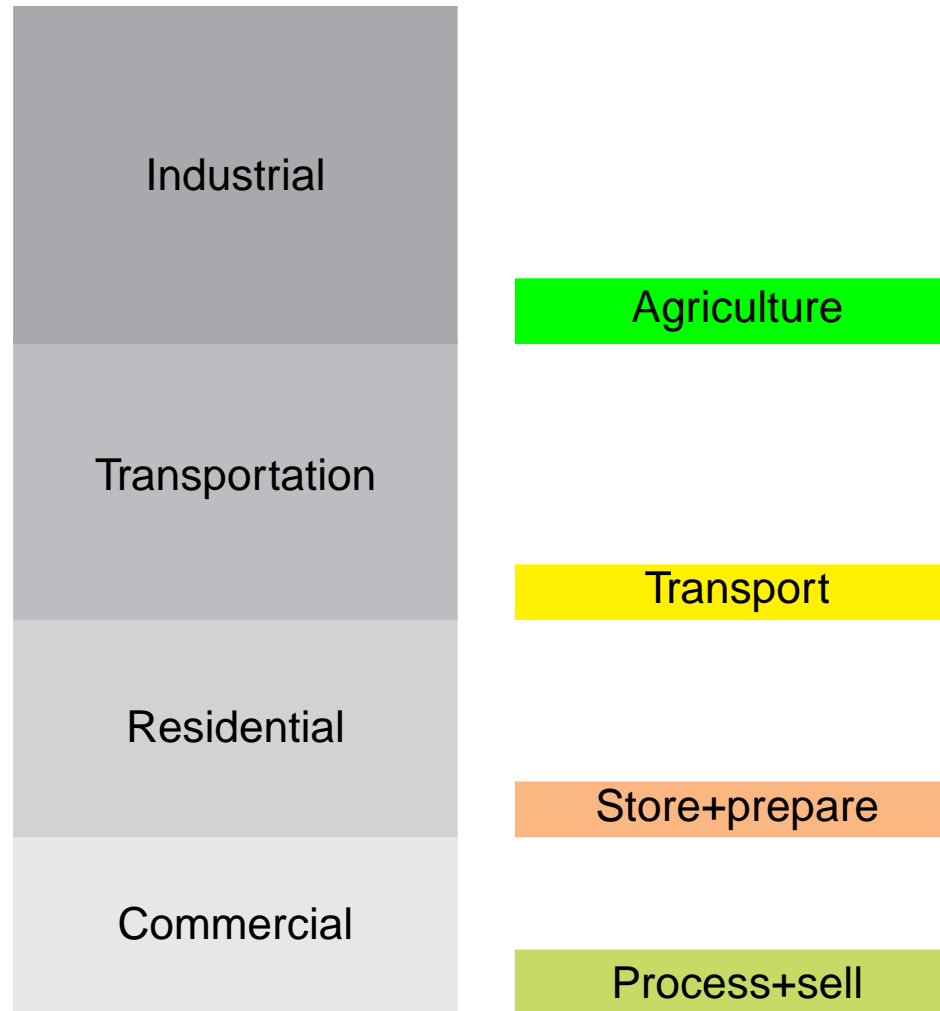 Industrial
Agriculture
Transportation
Transport
Residential
Store+prepare
Commercial
Process+sell